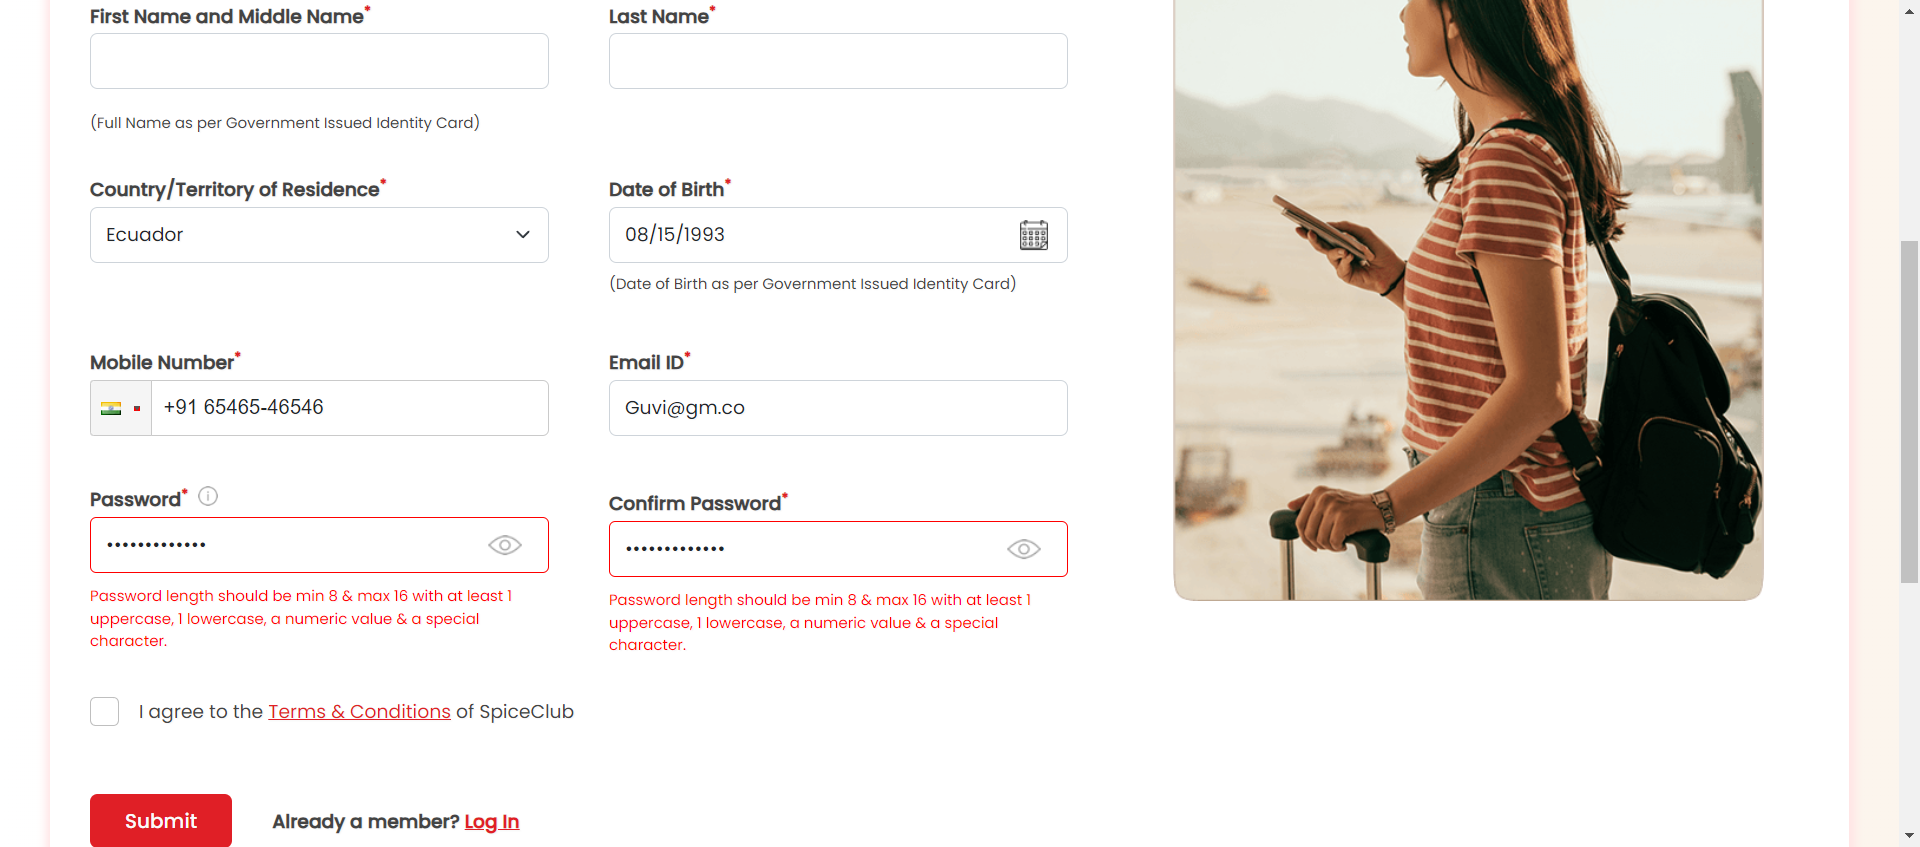 First Name and Middle Name*
Last Name*
(Full Name as per Government Issued Identity Card)
Country/Territory of Residence*
Date of Birth*
Ecuador
08/15/1993
(Date of Birth as per Government Issued Identity Card)
Mobile Number*
Email ID*
+91 65465-46546
Guvi@gm.co
Password*
Confirm Password*
•••••••••••••
•••••••••••••
Password length should be min 8 & max 16 with at least 1
uppercase, 1 lowercase, a numeric value & a special
character.
Password length should be min 8 & max 16 with at least 1
uppercase, 1 lowercase, a numeric value & a special
character.
I agree to the Terms & Conditions of SpiceClub
Submit
Already a member? Log In